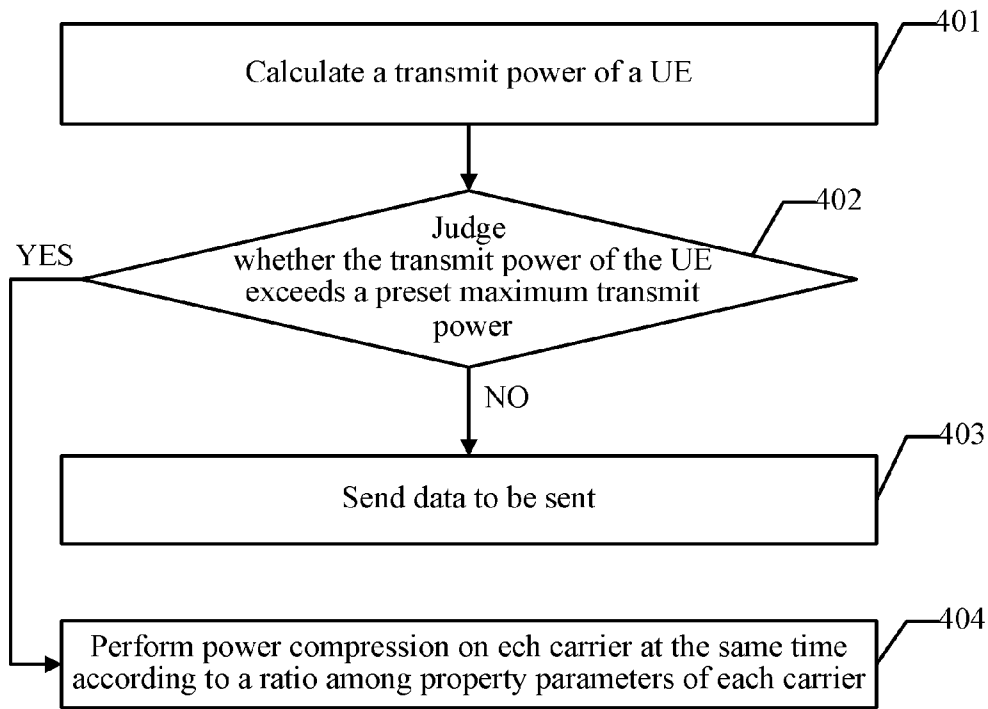 401
Calculate a transmit power of a UE
402
Judge
whether the transmit power of the UE
exceeds a preset maximum transmit
power
YES
NO
403
Send data to be sent
404
Perform power compression on ech carrier at the same time
according to a ratio among property parameters of each carrier